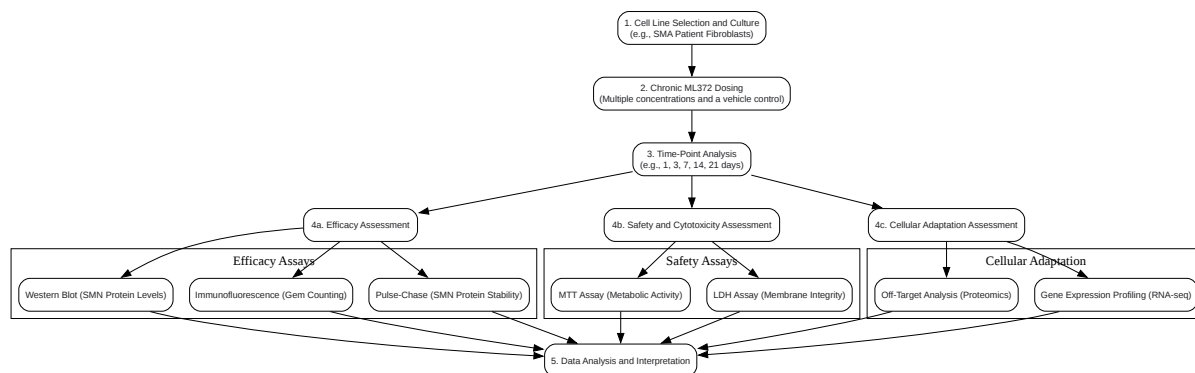 1. Cell Line Selection and Culture
(e.g., SMA Patient Fibroblasts)
2. Chronic ML372 Dosing
(Multiple concentrations and a vehicle control)
3. Time-Point Analysis
(e.g., 1, 3, 7, 14, 21 days)
4a. Efficacy Assessment
4b. Safety and Cytotoxicity Assessment
4c. Cellular Adaptation Assessment
Efficacy Assays
Safety Assays
Cellular Adaptation
Western Blot (SMN Protein Levels)
Immunofluorescence (Gem Counting)
Pulse-Chase (SMN Protein Stability)
MTT Assay (Metabolic Activity)
LDH Assay (Membrane Integrity)
Off-Target Analysis (Proteomics)
Gene Expression Profiling (RNA-seq)
5. Data Analysis and Interpretation